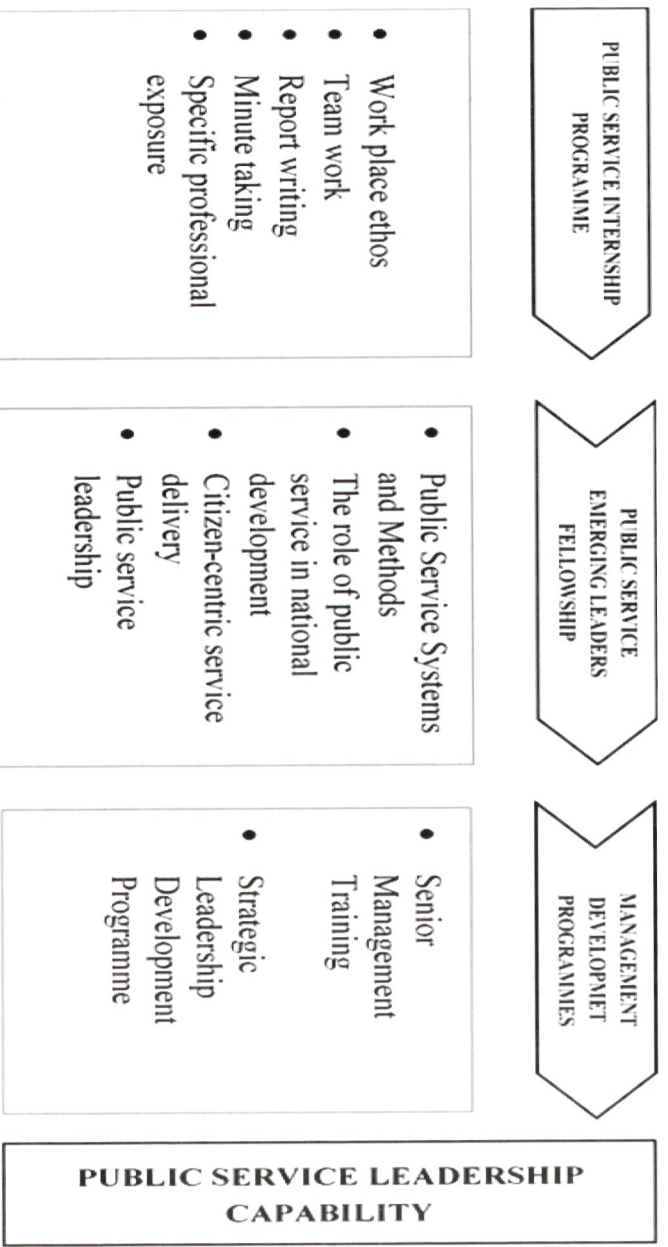 PUBLIC SERVICE INTERNSHIP
PROGRAMME
• Work place ethos
• Team work
• Report writing
• Minute taking
• Specific professional
exposure
PUBLIC SERVICE
EMERGING LEADERS
FELLOWSHIP
• Public Service Systems
and Methods
• The role of public
service in national
development
• Citizen-centric service
delivery
• Public service
leadership
MANAGEMENT
DEVELOPMET
PROGRAMMES
• Senior
Management
Training
• Strategic
Leadership
Development
Programme
PUBLIC SERVICE LEADERSHIP
CAPABILITY